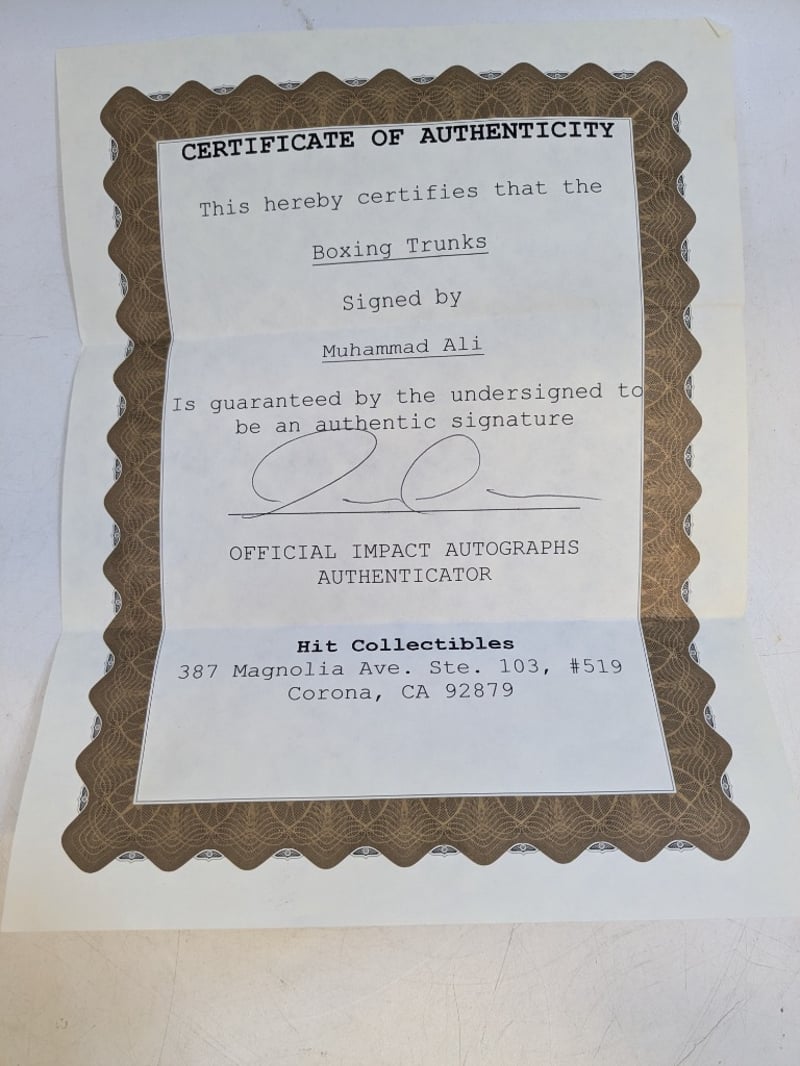 CERTIFICATE OF AUTHENTICITY
This hereby certifies that the
Boxing Trunks
Signed by
Muhammad Ali
Is guaranteed by the undersigned to
be an authentic signature
OFFICIAL IMPACT AUTOGRAPHS
AUTHENTICATOR
Hit Collectibles
387 Magnolia Ave. Ste. 103, #519
Corona, CA 92879